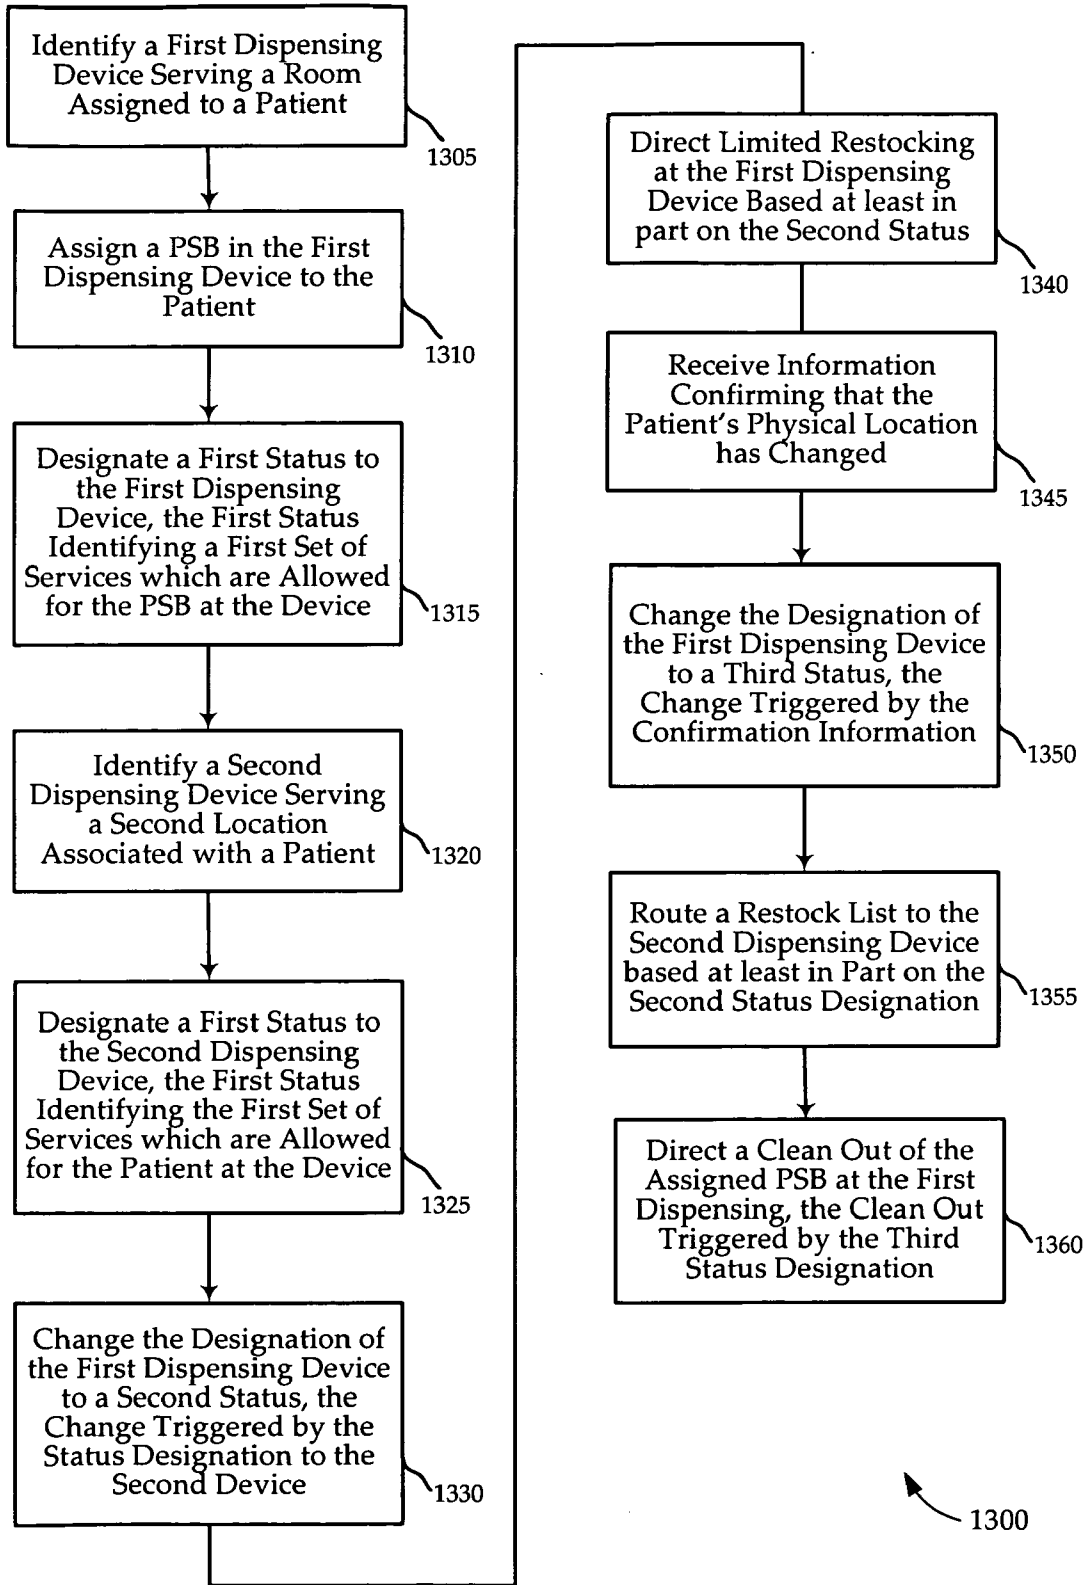 Identify a First Dispensing
Device Serving a Room
Assigned to a Patient
1305
Assign a PSB in the First
Dispensing Device to the
Patient
1310
Designate a First Status to
the First Dispensing
Device, the First Status
Identifying a First Set of
Services which are Allowed
for the PSB at the Device
1315
Identify a Second
Dispensing Device Serving
a Second Location
Associated with a Patient
1320
Designate a First Status to
the Second Dispensing
Device, the First Status
Identifying the First Set of
Services which are Allowed
for the Patient at the Device
1325
Change the Designation of
the First Dispensing Device
to a Second Status, the
Change Triggered by the
Status Designation to the
Second Device
1330
Direct Limited Restocking
at the First Dispensing
Device Based at least in
part on the Second Status
1340
Receive Information
Confirming that the
Patient's Physical Location
has Changed
1345
Change the Designation of
the First Dispensing Device
to a Third Status, the
Change Triggered by the
Confirmation Information
1350
Route a Restock List to the
Second Dispensing Device
based at least in Part on the
Second Status Designation
1355
Direct a Clean Out of the
Assigned PSB at the First
Dispensing, the Clean Out
Triggered by the Third
Status Designation
1360
1300